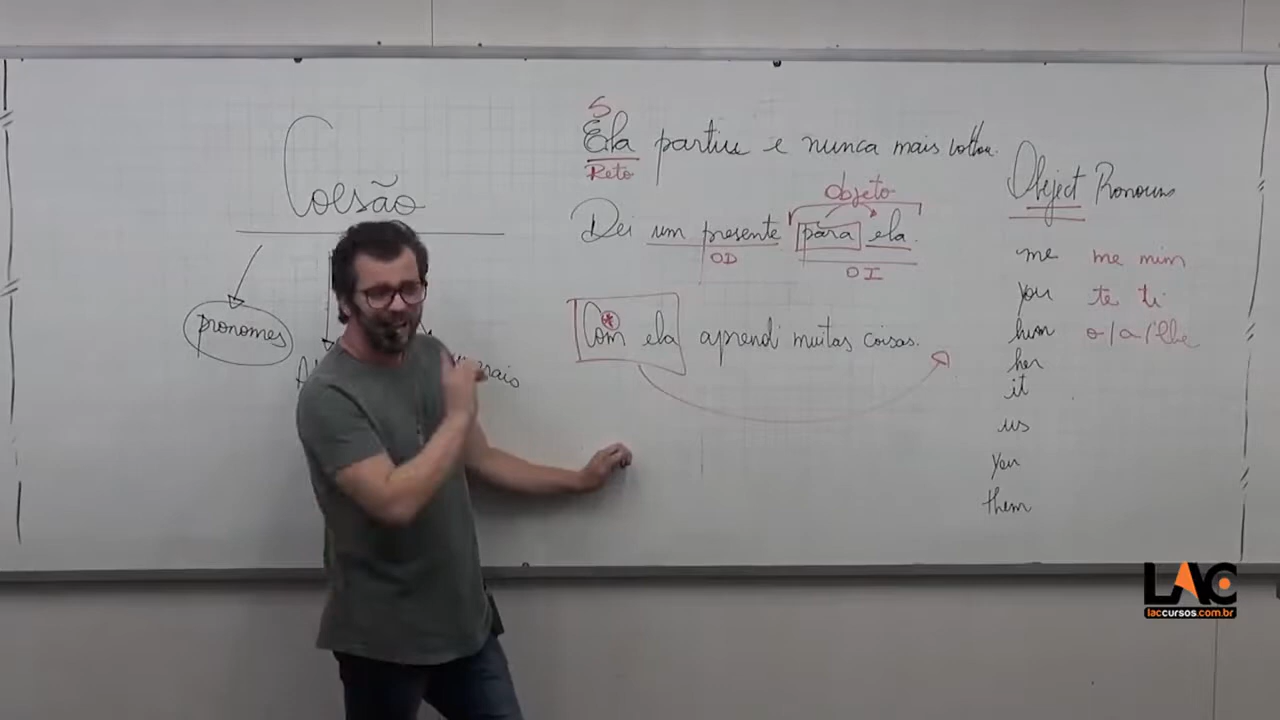 Coesão
pronomes
S
Ela partiu e nunca mais voltou.
Reto
objeto
Dei um presente para ela.
OD
OI
Com ela aprendi muitas coisas.
*
Object Pronouns
me me mim
you te ti
him o/a/lhe
her
it
us
you
them
LAC
laccursos.com.br